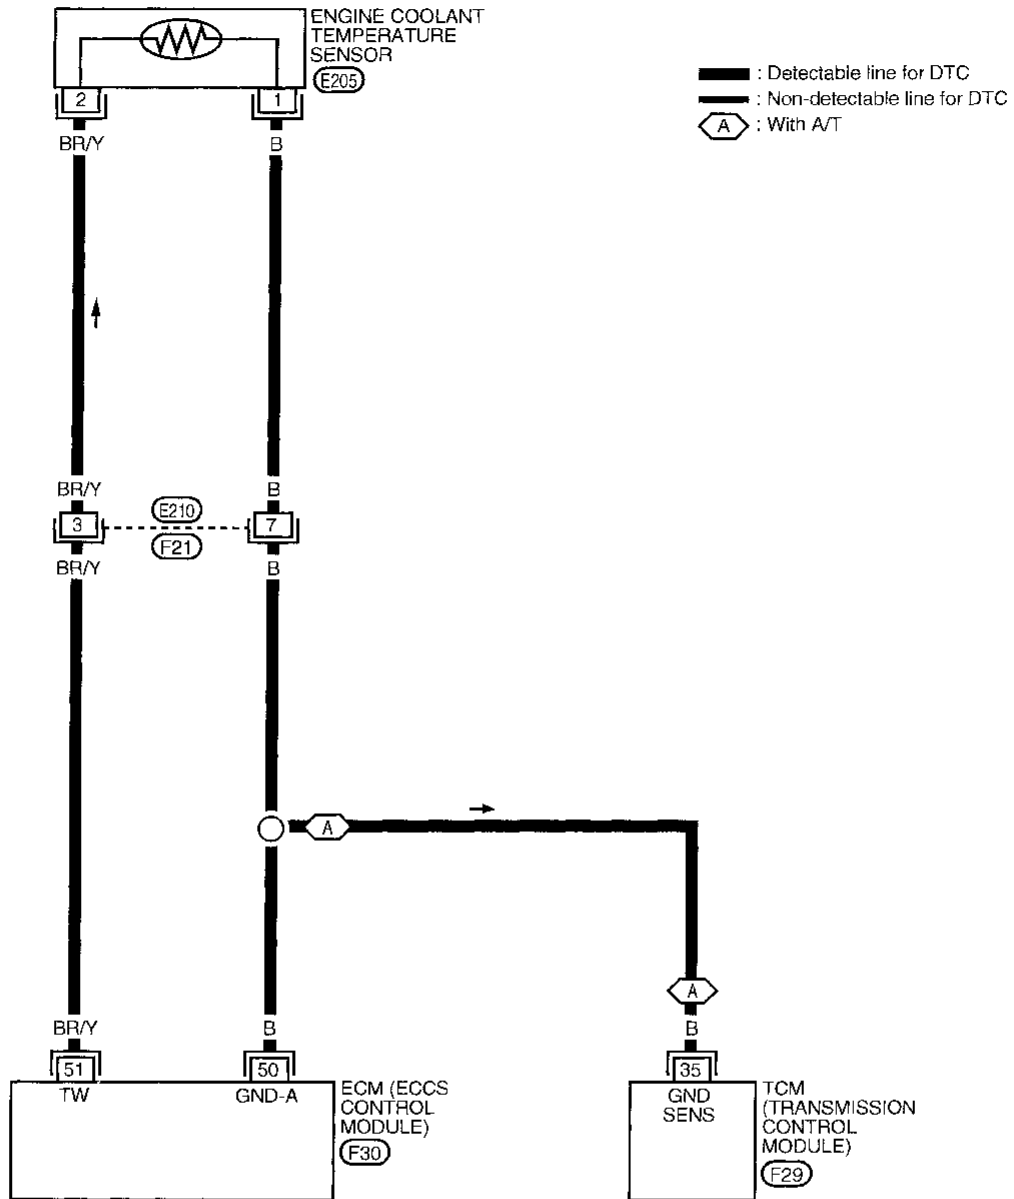 ENGINE COOLANT
TEMPERATURE
SENSOR
E205
: Detectable line for DTC
: Non-detectable line for DTC
A : With A/T
2 1
BR/Y B
BR/Y B
3 E210 7
F21
BR/Y B
A
A
BR/Y B B
51 50 35
TW GND-A
ECM (ECCS
CONTROL
MODULE)
F30
GND
SENS
TCM
(TRANSMISSION
CONTROL
MODULE)
F29